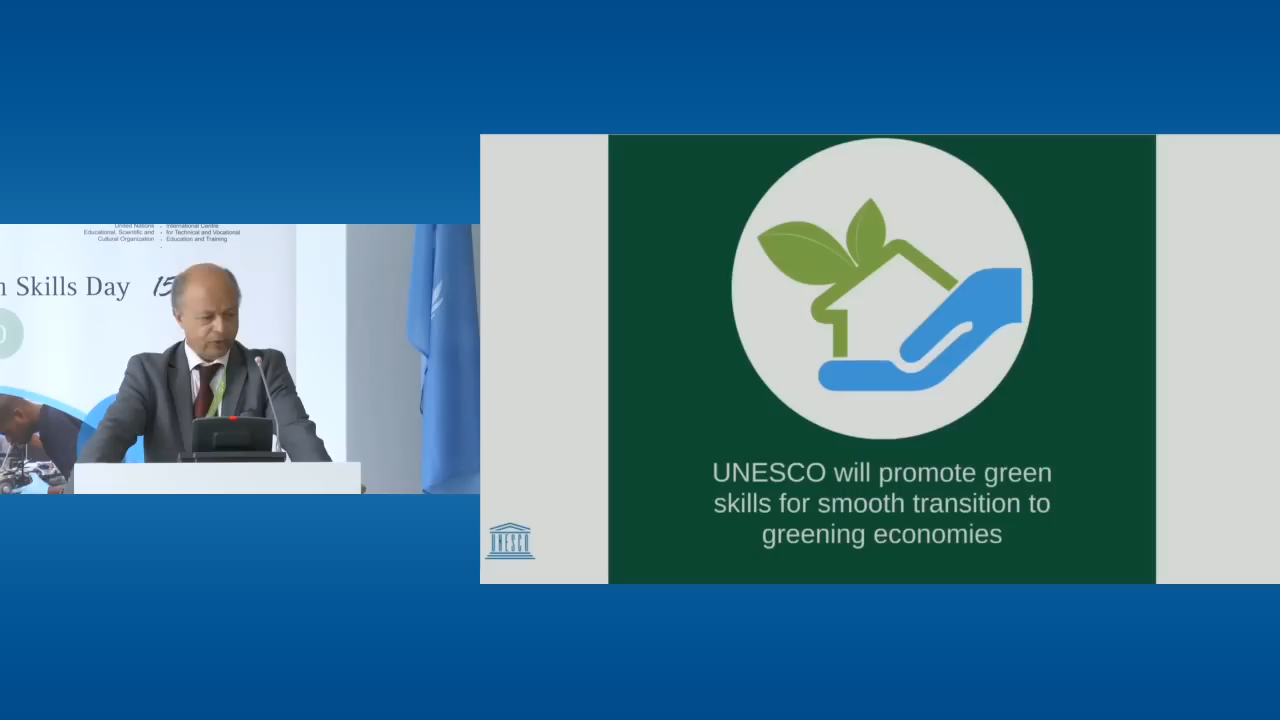 United Nations
Educational, Scientific and
Cultural Organization
International Centre
for Technical and Vocational
Education and Training
Skills Day 15
UNESCO will promote green
skills for smooth transition to
greening economies
UNESCO